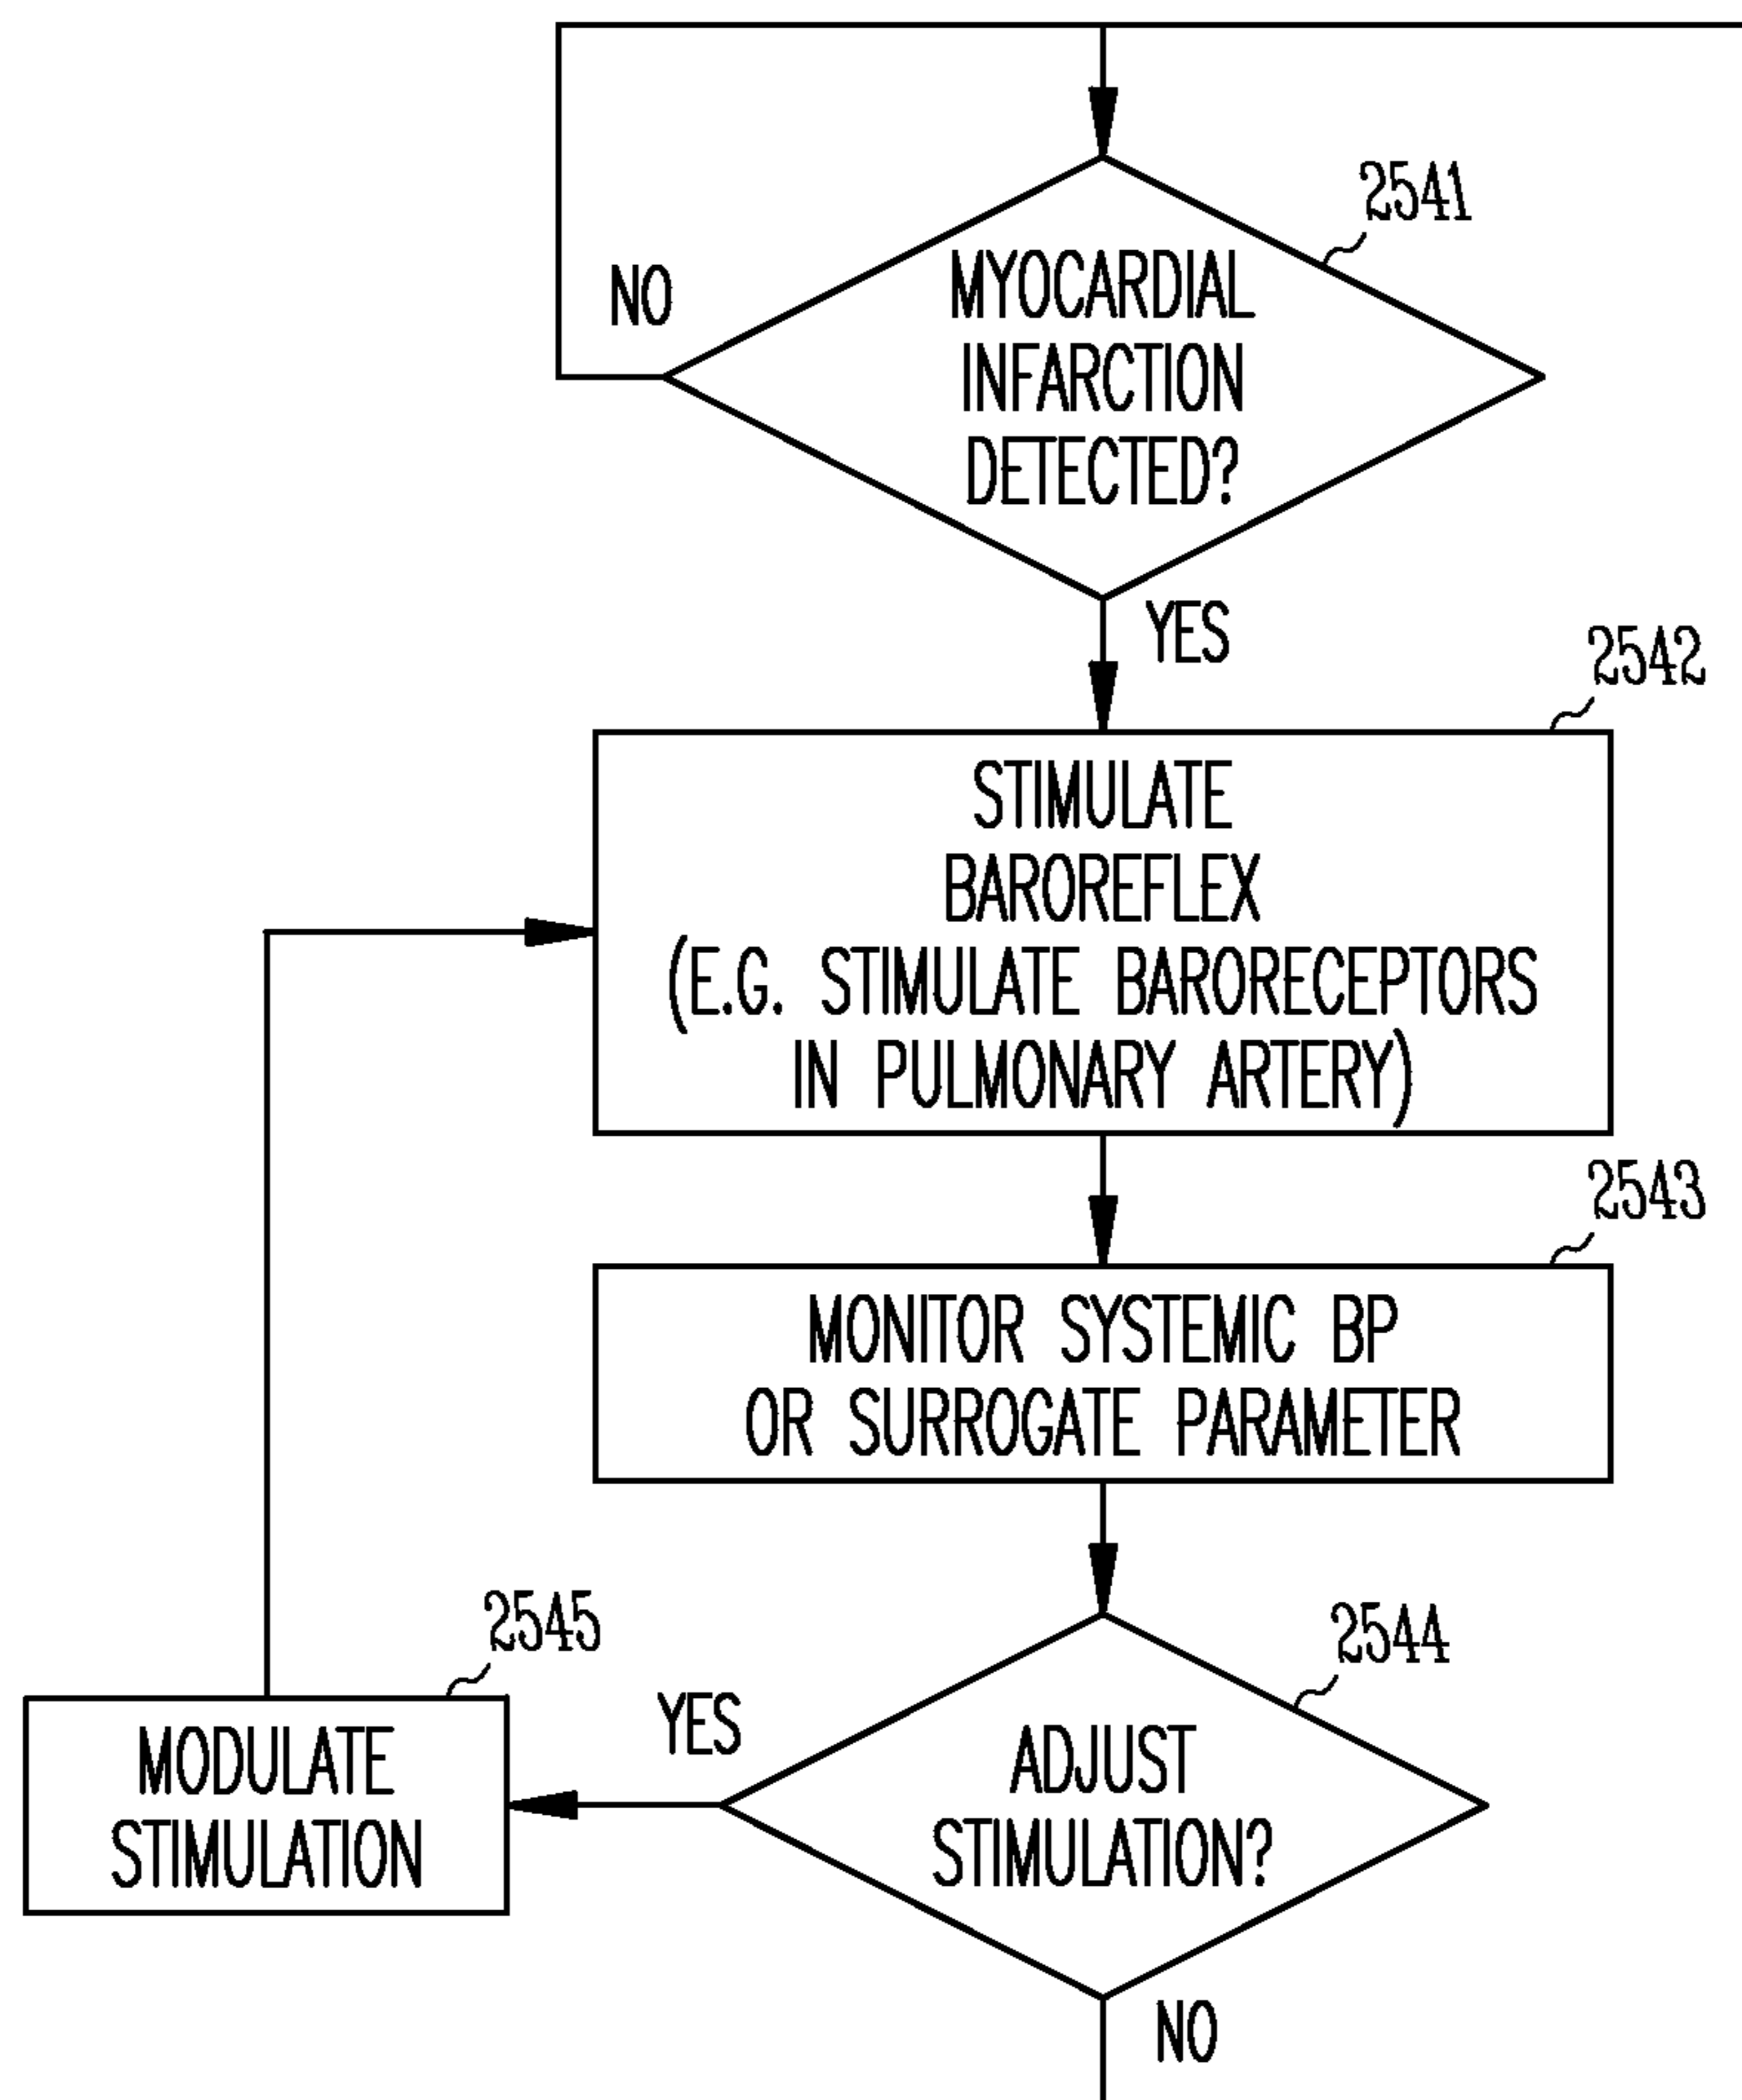 2541
MYOCARDIAL
INFARCTION
DETECTED?
NO
YES
2542
STIMULATE
BAROREFLEX
(E.G. STIMULATE BARORECEPTORS
IN PULMONARY ARTERY)
2543
MONITOR SYSTEMIC BP
OR SURROGATE PARAMETER
2544
ADJUST
STIMULATION?
YES
2545
MODULATE
STIMULATION
NO